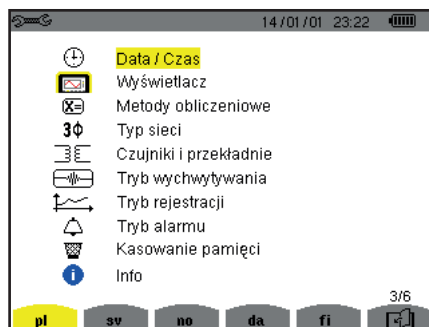 14/01/01 23:22
Data / Czas
Wyświetlacz
X=
Metody obliczeniowe
3Φ
Typ sieci
Czujniki i przekładnie
Tryb wychwytywania
Tryb rejestracji
Tryb alarmu
Kasowanie pamięci
i
Info
3/6
pl sv no da fi